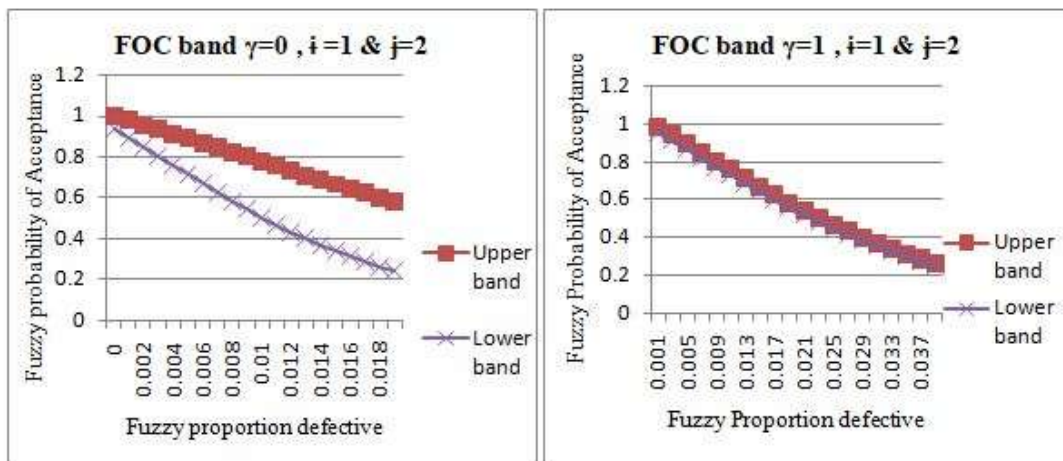 FOC band γ=0 , i =1 & j=2
Fuzzy probability of Acceptance
1.2
1
0.8
0.6
0.4
0.2
0
0
0.002
0.004
0.006
0.008
0.01
0.012
0.014
0.016
0.018
Fuzzy proportion defective
Upper
band
Lower
band
FOC band γ=1 , i=1 & j=2
Fuzzy Probability of Acceptance
1.2
1
0.8
0.6
0.4
0.2
0
0.001
0.005
0.009
0.013
0.017
0.021
0.025
0.029
0.033
0.037
Fuzzy Proportion defective
Upper
band
Lower
band